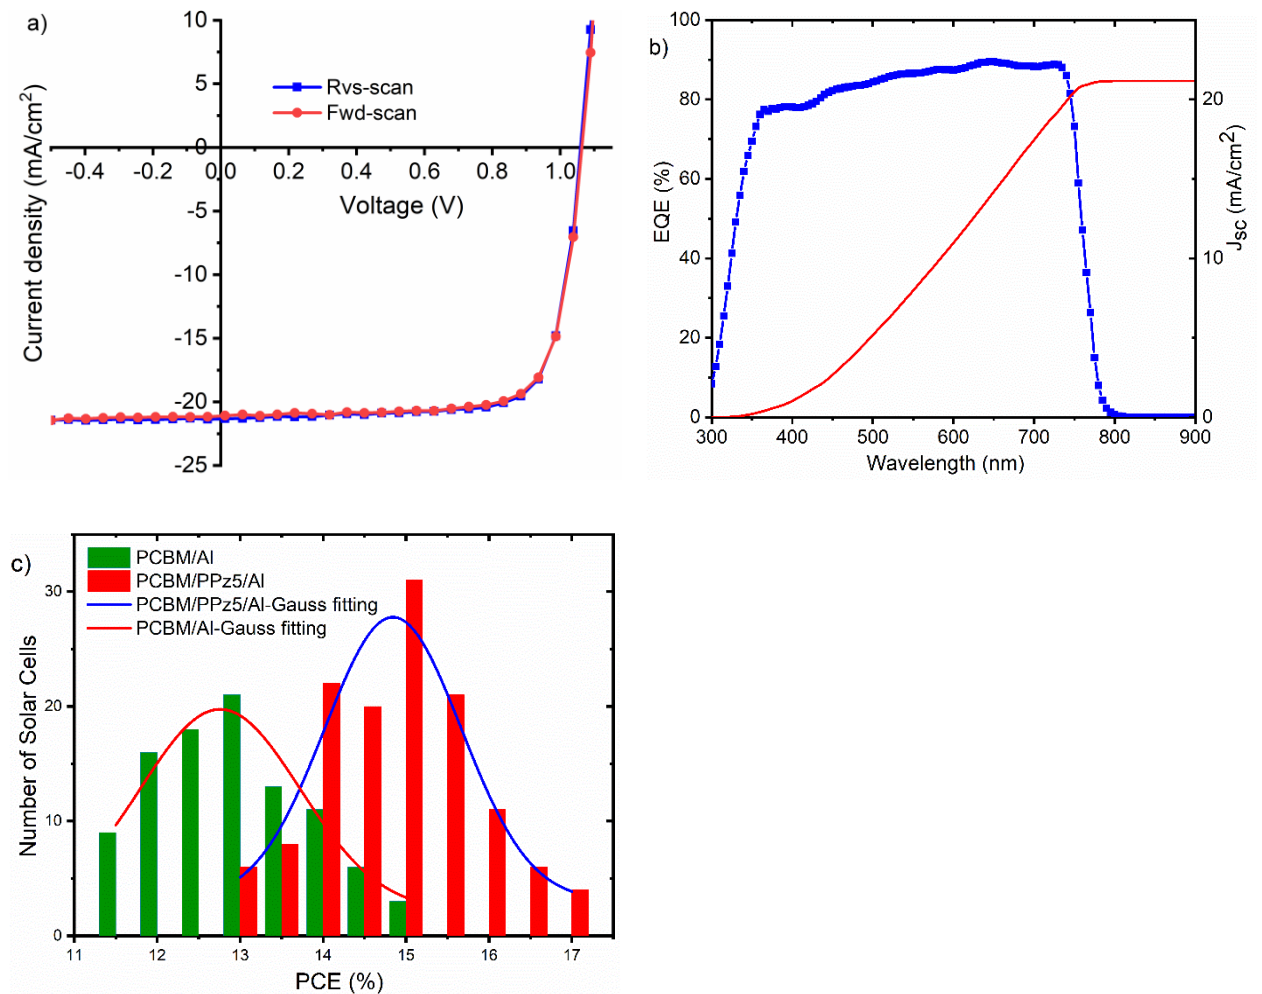 a)
10
5
0
-5
-10
-15
-20
-25
Current density (mA/cm²)
Rvs-scan
Fwd-scan
-0.4 -0.2 0.0 0.2 0.4 0.6 0.8 1.0
Voltage (V)
b)
100
80
60
40
20
0
EQE (%)
20
10
0
J_SC (mA/cm²)
300 400 500 600 700 800 900
Wavelength (nm)
c)
PCBM/Al
PCBM/PPz5/Al
PCBM/PPz5/Al-Gauss fitting
PCBM/Al-Gauss fitting
30
20
10
0
Number of Solar Cells
11 12 13 14 15 16 17
PCE (%)